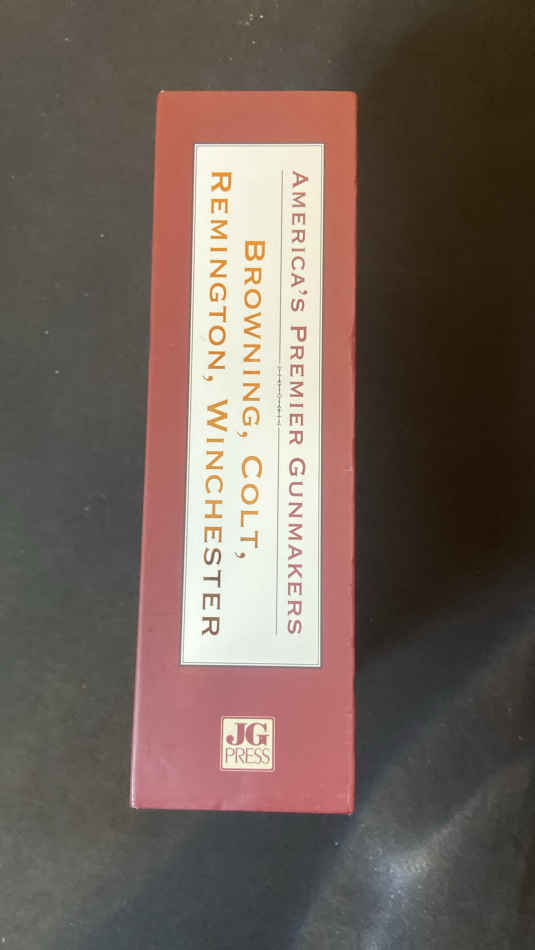 AMERICA'S PREMIER GUNMAKERS
BROWNING, COLT,
REMINGTON, WINCHESTER
JG
PRESS